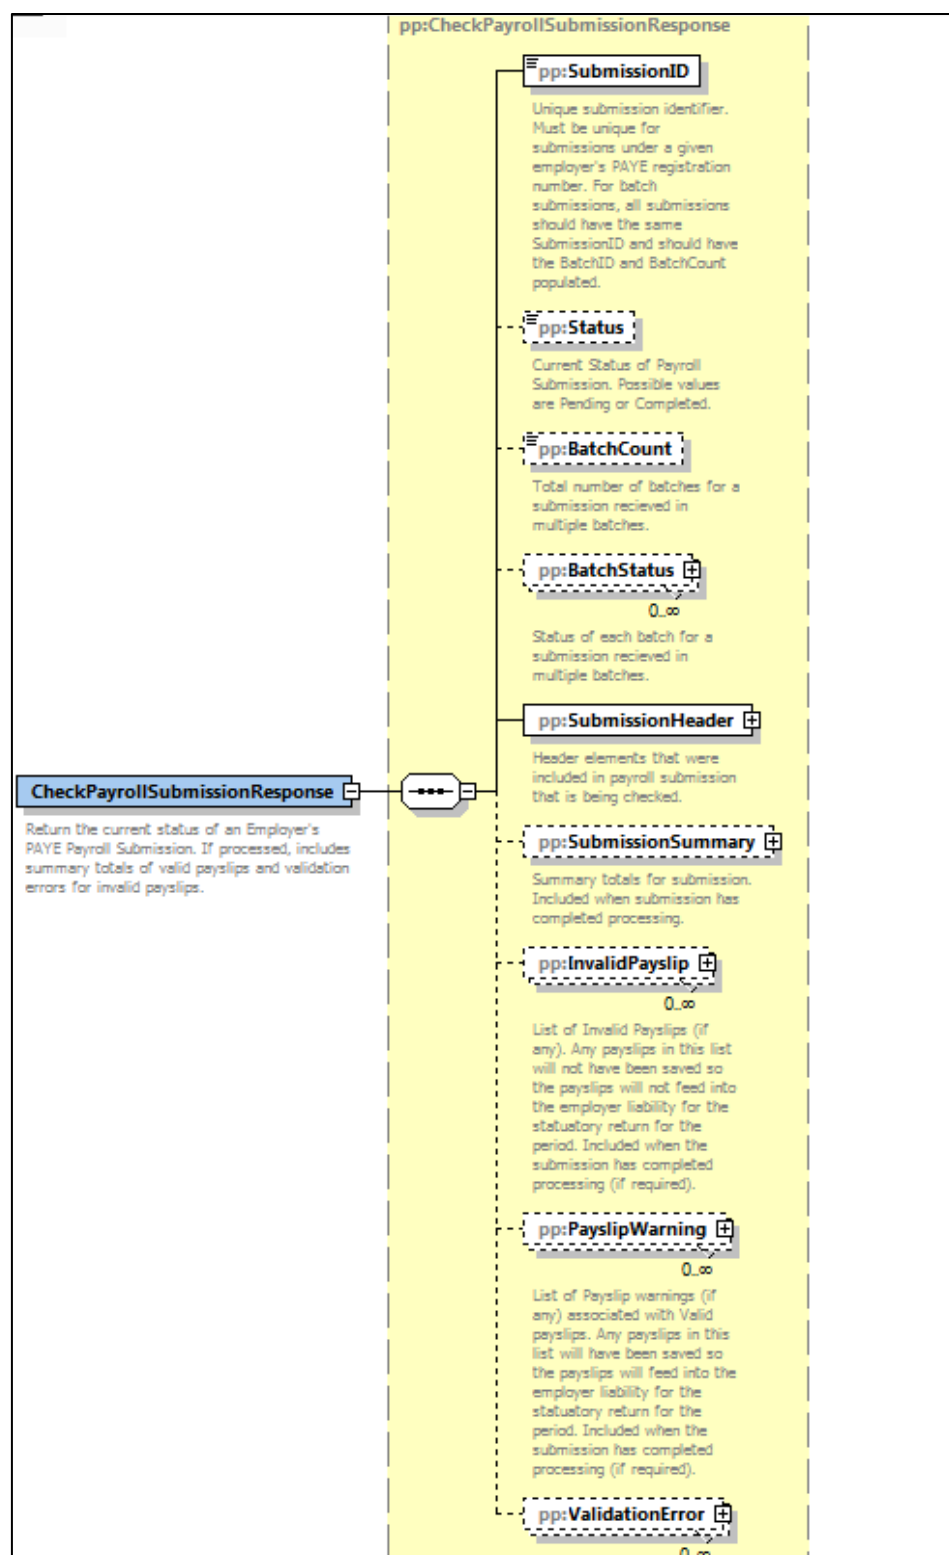 pp:CheckPayrollSubmissionResponse
pp:SubmissionID
Unique submission identifier.
Must be unique for
submissions under a given
employer's PAYE registration
number. For batch
submissions, all submissions
should have the same
SubmissionID and should have
the BatchID and BatchCount
populated.
pp:Status
Current Status of Payroll
Submission. Possible values
are Pending or Completed.
pp:BatchCount
Total number of batches for a
submission recieved in
multiple batches.
pp:BatchStatus
0..∞
Status of each batch for a
submission recieved in
multiple batches.
pp:SubmissionHeader
Header elements that were
included in payroll submission
that is being checked.
CheckPayrollSubmissionResponse
Return the current status of an Employer's
PAYE Payroll Submission. If processed, includes
summary totals of valid payslips and validation
errors for invalid payslips.
pp:SubmissionSummary
Summary totals for submission.
Included when submission has
completed processing.
pp:InvalidPayslip
0..∞
List of Invalid Payslips (if
any). Any payslips in this list
will not have been saved so
the payslips will not feed into
the employer liability for the
statuatory return for the
period. Included when the
submission has completed
processing (if required).
pp:PayslipWarning
0..∞
List of Payslip warnings (if
any) associated with Valid
payslips. Any payslips in this
list will have been saved so
the payslips will feed into the
employer liability for the
statuatory return for the
period. Included when the
submission has completed
processing (if required).
pp:ValidationError
0..∞